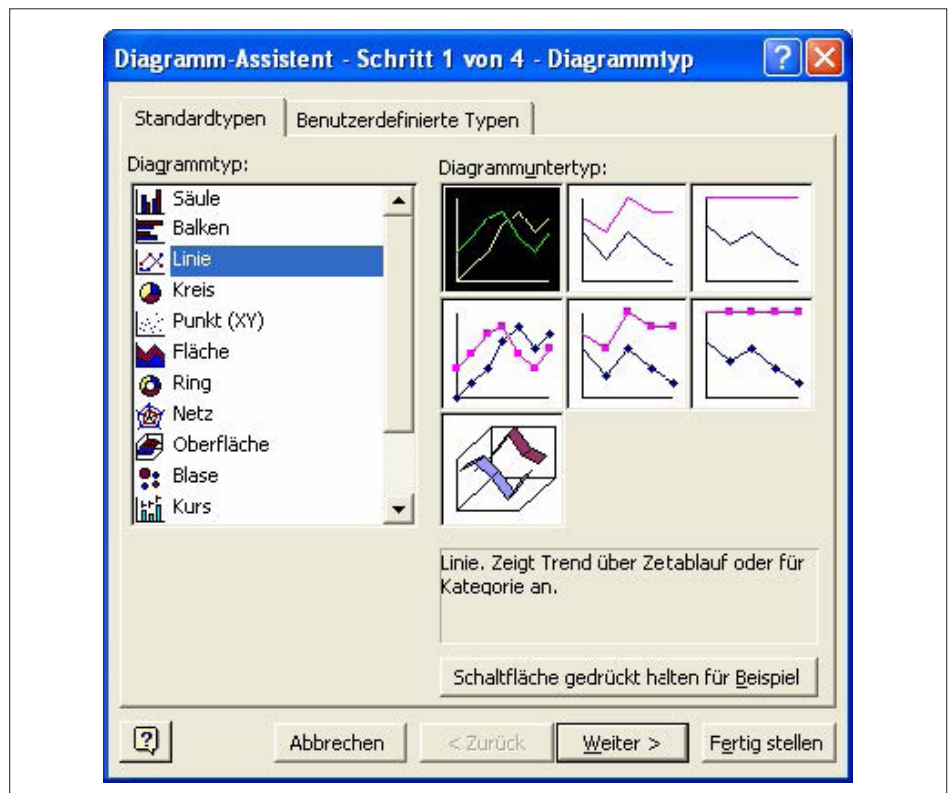 Diagramm-Assistent - Schritt 1 von 4 - Diagrammtyp
Standardtypen
Benutzerdefinierte Typen
Diagrammtyp:
Säule
Balken
Linie
Kreis
Punkt (XY)
Fläche
Ring
Netz
Oberfläche
Blase
Kurs
Diagrammuntertyp:
Linie. Zeigt Trend über Zetablauf oder für
Kategorie an.
Schaltfläche gedrückt halten für Beispiel
Abbrechen
< Zurück
Weiter >
Fertig stellen